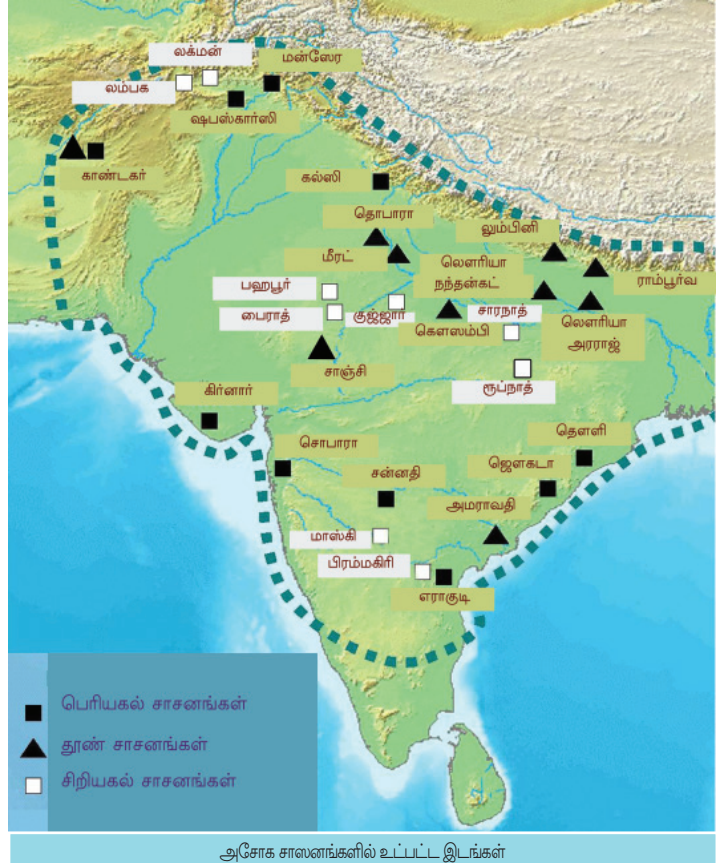 லக்மன்
மன்ஸேர
லம்பக
ஷபஸ்கார்ஸி
காண்டகர்
கல்ஸி
தொபாரா
லும்பினி
மீரட்
லௌரியா
நந்தன்கட்
ராம்பூர்வ
பஹபூர்
பைராத்
குஜ்ஜார்
சாரநாத்
கௌஸம்பி
லௌரியா
அரராஜ்
சாஞ்சி
ரூப்நாத்
கிர்னார்
சொபாரா
தௌளி
சன்னதி
ஜௌகடா
அமராவதி
மாஸ்கி
பிரம்மகிரி
எராகுடி
பெரியகல் சாசனங்கள்
தூண் சாசனங்கள்
சிறியகல் சாசனங்கள்
அசோக சாஸனங்களில் உட்பட்ட இடங்கள்